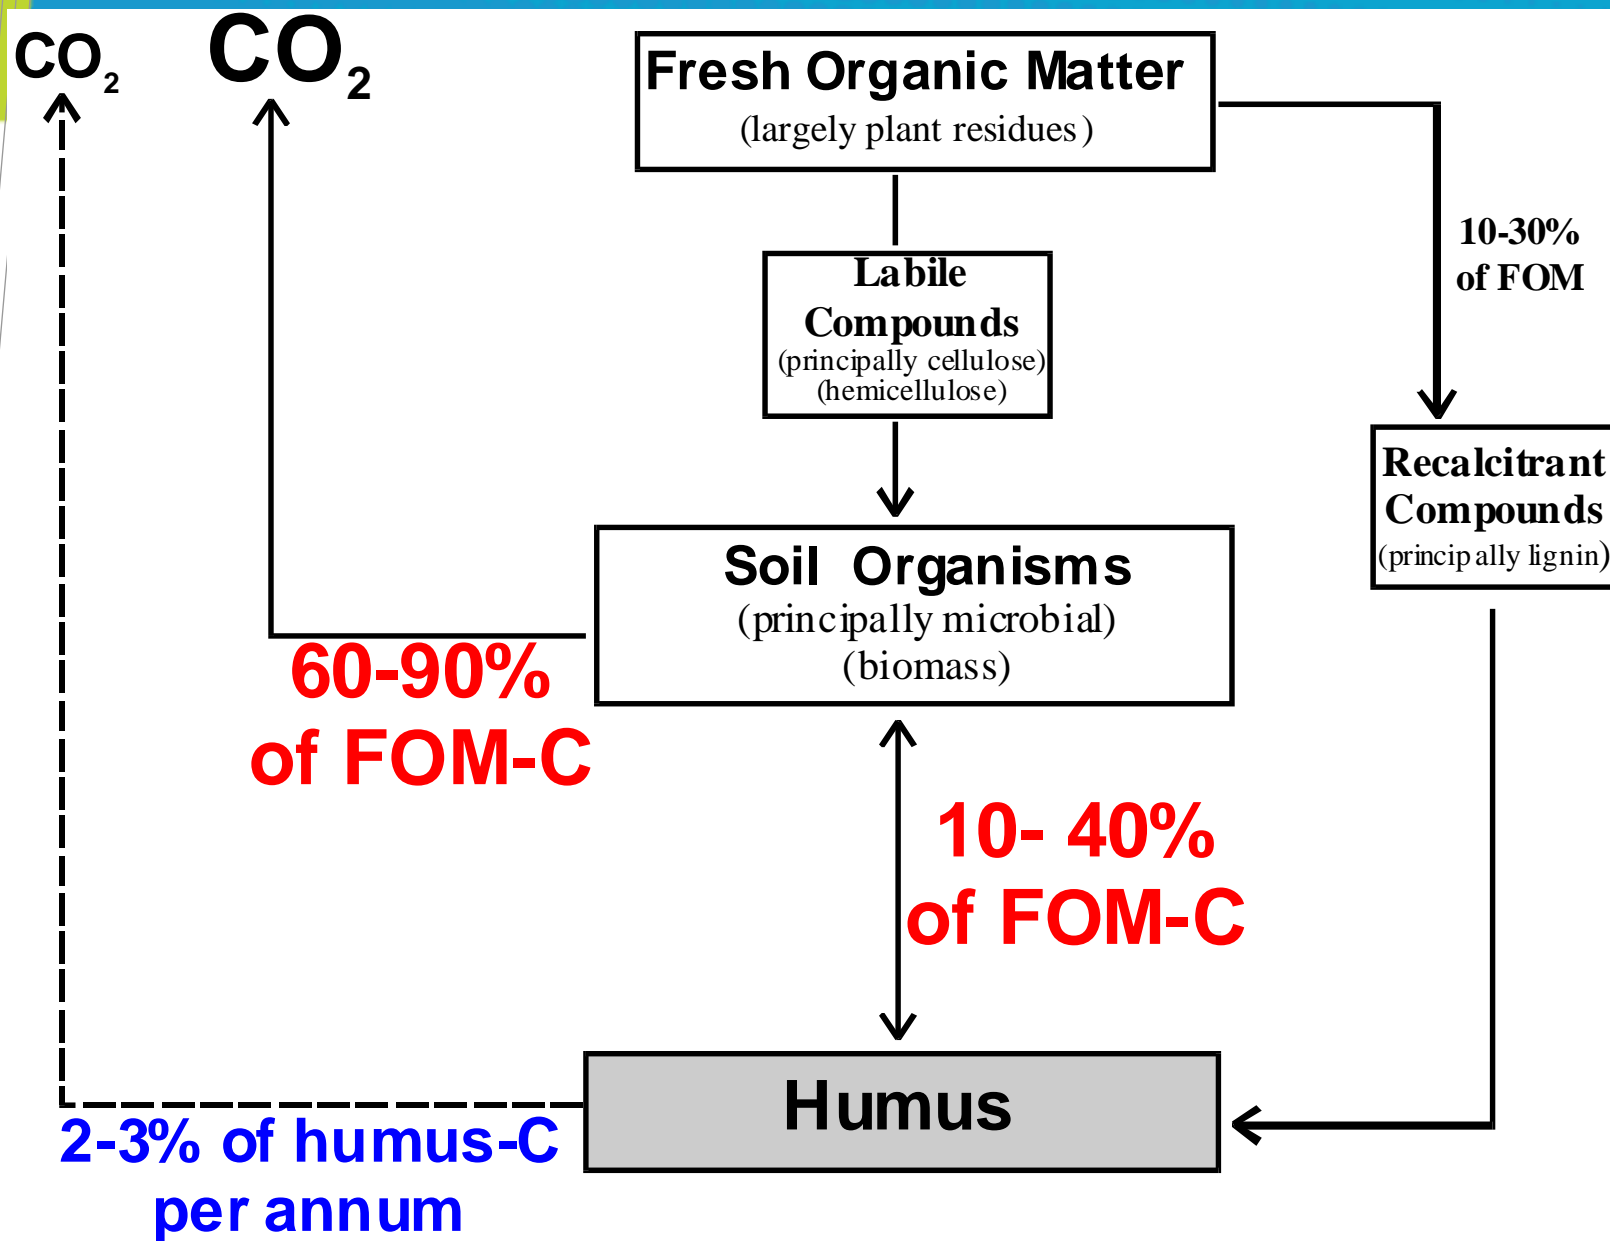 CO₂
CO₂
Fresh Organic Matter
(largely plant residues)
10-30%
of FOM
Labile
Compounds
(principally cellulose)
(hemicellulose)
Recalcitrant
Compounds
(principally lignin)
Soil Organisms
(principally microbial)
(biomass)
60-90%
of FOM-C
10- 40%
of FOM-C
Humus
2-3% of humus-C
per annum